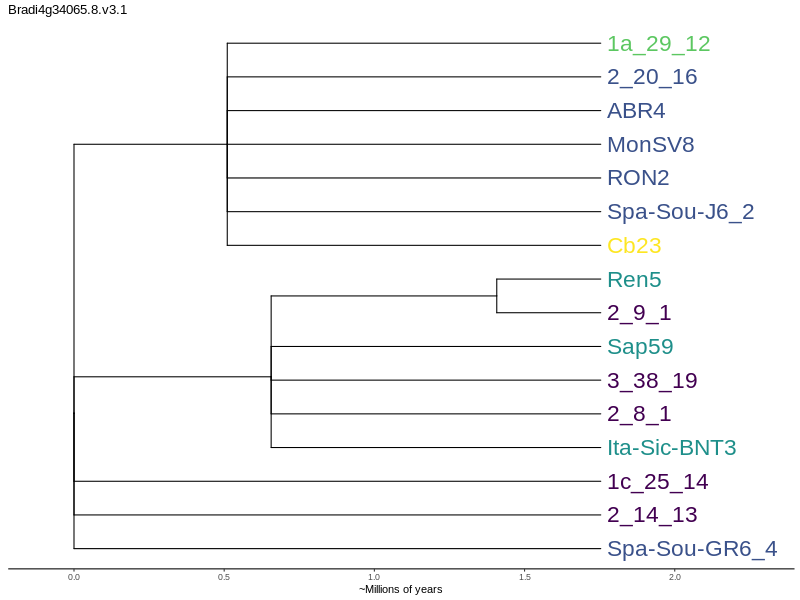 Bradi4g34065.8.v3.1
1a_29_12
2_20_16
ABR4
MonSV8
RON2
Spa-Sou-J6_2
Cb23
Ren5
2_9_1
Sap59
3_38_19
2_8_1
Ita-Sic-BNT3
1c_25_14
2_14_13
Spa-Sou-GR6_4
0.0 0.5 1.0 1.5 2.0
~Millions of years